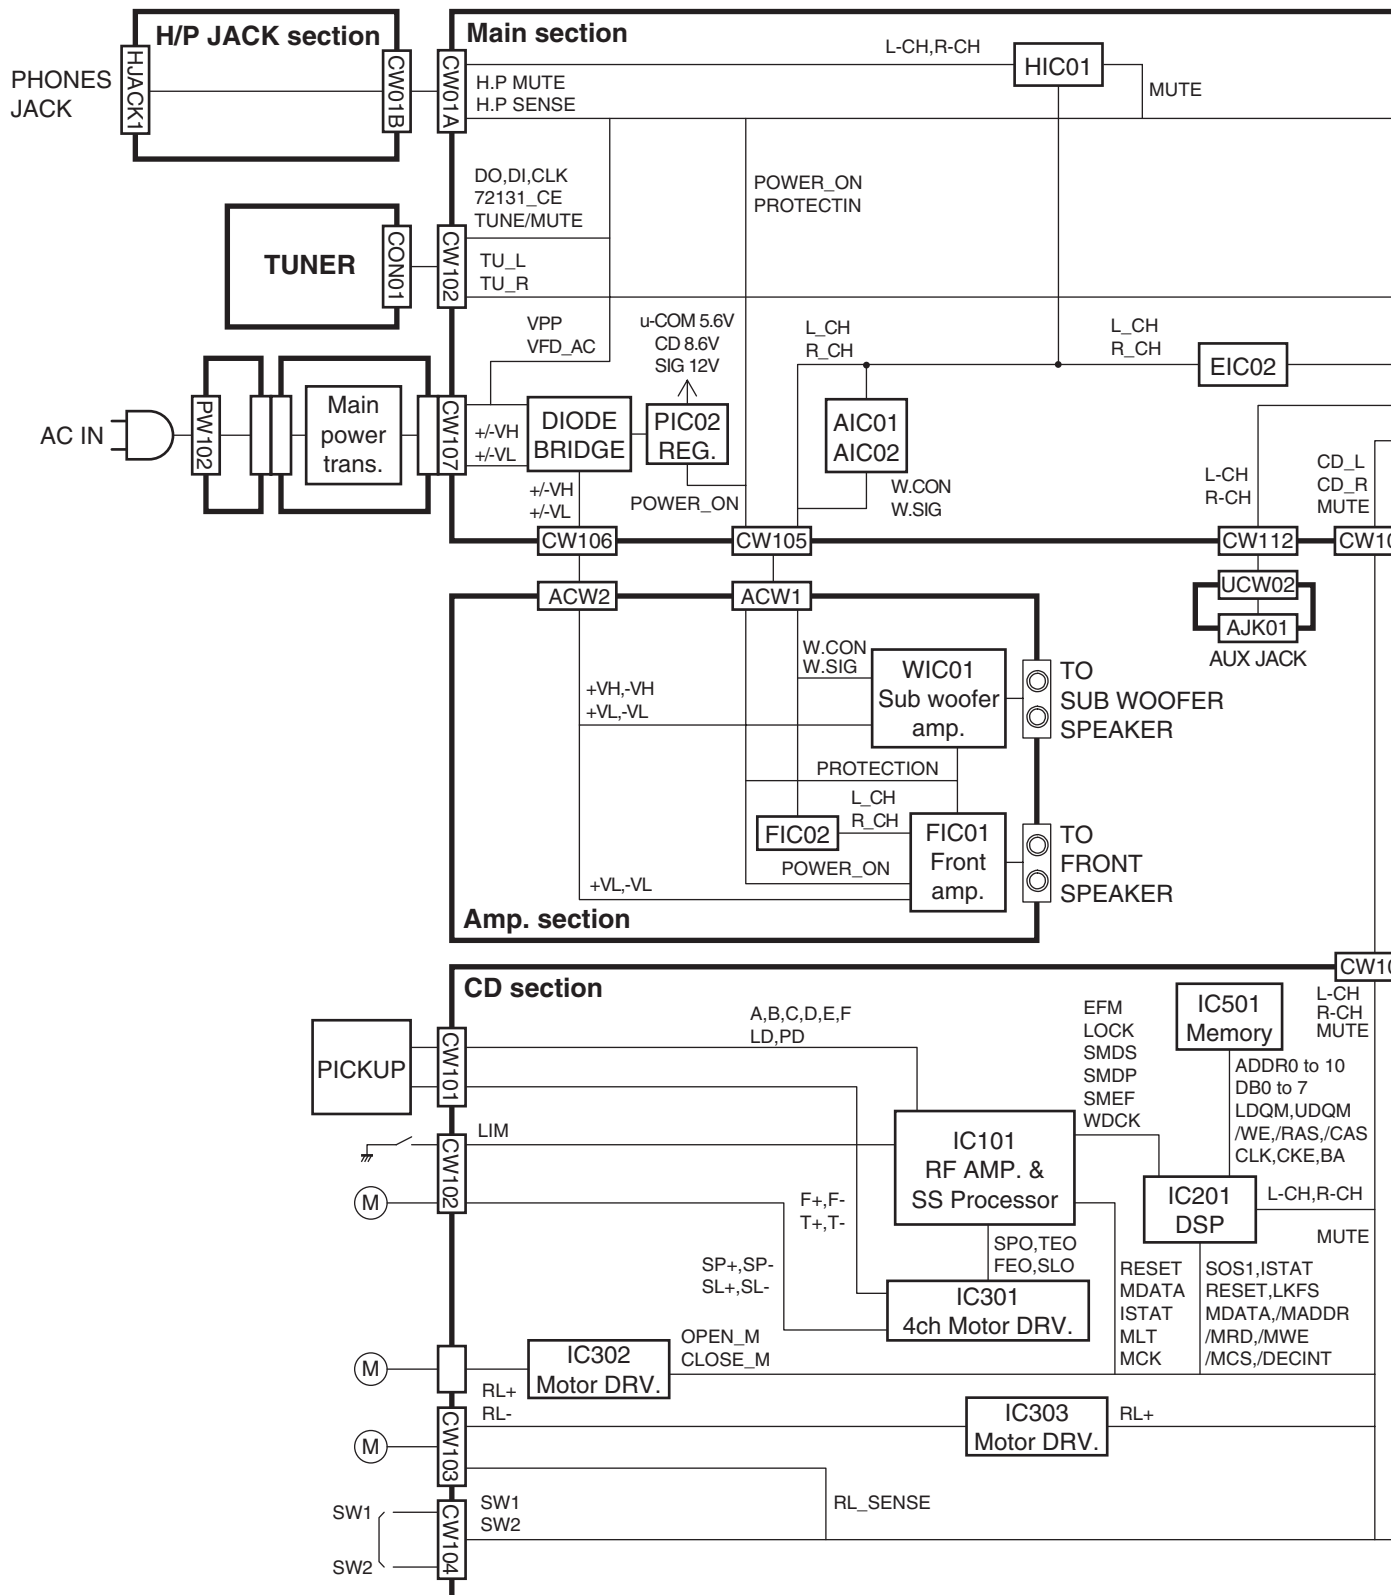 H/P JACK section
Main section
PHONES
JACK
HJACK1
CW01B
CW01A
H.P MUTE
H.P SENSE
L-CH,R-CH
HIC01
MUTE
DO,DI,CLK
72131_CE
TUNE/MUTE
POWER_ON
PROTECTIN
TUNER
CON01
CW102
TU_L
TU_R
VPP
VFD_AC
u-COM 5.6V
CD 8.6V
SIG 12V
L_CH
R_CH
L_CH
R_CH
EIC02
AC IN
PW102
Main
power
trans.
CW107
+/-VH
+/-VL
DIODE
BRIDGE
PIC02
REG.
AIC01
AIC02
+/-VH
+/-VL
POWER_ON
W.CON
W.SIG
L-CH
R-CH
CD_L
CD_R
MUTE
CW106
CW105
CW112
CW10
ACW2
ACW1
UCW02
AJK01
AUX JACK
W.CON
W.SIG
WIC01
Sub woofer
amp.
TO
SUB WOOFER
SPEAKER
+VH,-VH
+VL,-VL
PROTECTION
L_CH
R_CH
FIC02
FIC01
Front
amp.
TO
FRONT
SPEAKER
POWER_ON
+VL,-VL
Amp. section
CW10
CD section
L-CH
R-CH
MUTE
PICKUP
CW101
A,B,C,D,E,F
LD,PD
EFM
LOCK
SMDS
SMDP
SMEF
WDCK
IC501
Memory
ADDR0 to 10
DB0 to 7
LDQM,UDQM
/WE,/RAS,/CAS
CLK,CKE,BA
LIM
CW102
M
IC101
RF AMP. &
SS Processor
IC201
DSP
L-CH,R-CH
MUTE
F+,F-
T+,T-
SP+,SP-
SL+,SL-
SPO,TEO
FEO,SLO
IC301
4ch Motor DRV.
RESET
MDATA
ISTAT
MLT
MCK
SOS1,ISTAT
RESET,LKFS
MDATA,/MADDR
/MRD,/MWE
/MCS,/DECINT
M
IC302
Motor DRV.
OPEN_M
CLOSE_M
RL+
RL-
M
CW103
IC303
Motor DRV.
RL+
RL_SENSE
SW1
SW2
CW104
SW1
SW2